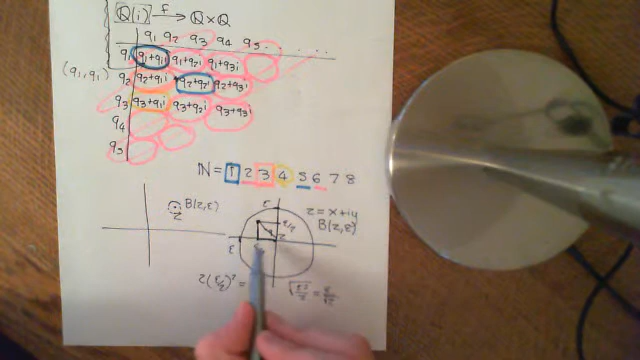 Q(i) f→ Q×Q
q₁ q₂ q₃ q₄ q₅ . . . . .
q₁ q₁+q₁i q₁+q₂i q₁+q₃i
(q₁,q₁) q₂ q₂+q₁i q₂+q₂i q₂+q₃i
q₃ q₃+q₁i q₃+q₂i q₃+q₃i
q₄
q₅
ℕ = 1 2 3 4 5 6 7 8
B(z,ε)
z
ε
z = x+iy
B(z,ε)
ε/2
z
ε
2(ε/2)² =
√(ε²/2) = ε/√2